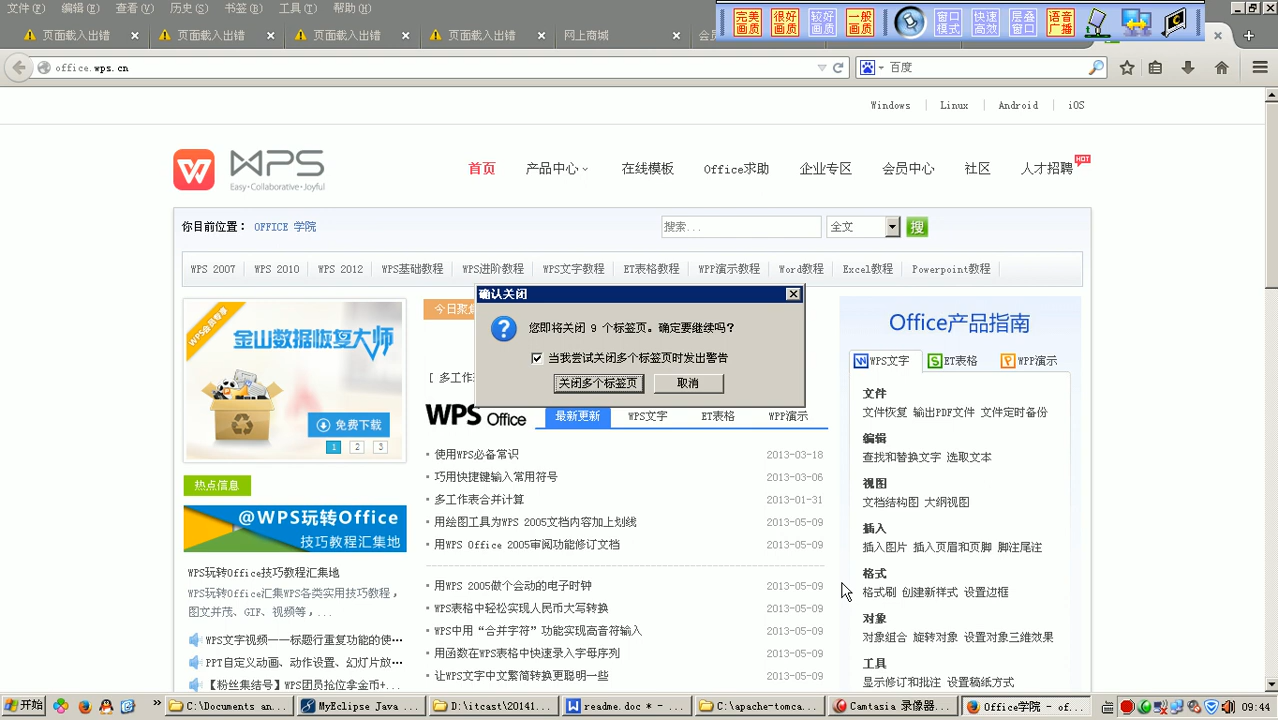 文件(F) 编辑(E) 查看(V) 历史(S) 书签(B) 工具(T) 帮助(H)
完美画质 很好画质 较好画质 一般画质 窗口模式 快速高效 层叠窗口 语音广播
页面载入出错 页面载入出错 页面载入出错 页面载入出错 网上商城
office.wps.cn 百度
Windows Linux Android iOS
W WPS
Easy·Collaborative·Joyful
首页 产品中心 在线模板 Office求助 企业专区 会员中心 社区 人才招聘 HOT
你目前位置： OFFICE 学院 搜索... 全文 搜
WPS 2007 WPS 2010 WPS 2012 WPS基础教程 WPS进阶教程 WPS文字教程 ET表格教程 WPP演示教程 Word教程 Excel教程 Powerpoint教程
确认关闭
您即将关闭 9 个标签页。确定要继续吗？
当我尝试关闭多个标签页时发出警告
关闭多个标签页 取消
WPS会员专享
金山数据恢复大师
免费下载
1 2 3
热点信息
@WPS玩转Office
技巧教程汇集地
WPS玩转Office技巧教程汇集地
WPS玩转Office汇集WPS各类实用技巧教程，
图文并茂、GIF、视频等，...
WPS文字视频——标题行重复功能的使…
PPT自定义动画、动作设置、幻灯片放…
【粉丝集结号】WPS团员抢位拿金币+...
今日聚焦
[ 多工作
WPS Office 最新更新 WPS文字 ET表格 WPP演示
使用WPS必备常识 2013-03-18
巧用快捷键输入常用符号 2013-03-06
多工作表合并计算 2013-01-31
用绘图工具为WPS 2005文档内容加上划线 2013-05-09
用WPS Office 2005审阅功能修订文档 2013-05-09
用WPS 2005做个会动的电子时钟 2013-05-09
WPS表格中轻松实现人民币大写转换 2013-05-09
WPS中用“合并字符”功能实现高音符输入 2013-05-09
用函数在WPS表格中快速录入字母序列 2013-05-09
让WPS文字中文繁简转换更聪明一些 2013-05-09
Office产品指南
WPS文字 ET表格 WPP演示
文件
文件恢复 输出PDF文件 文件定时备份
编辑
查找和替换文字 选取文本
视图
文档结构图 大纲视图
插入
插入图片 插入页眉和页脚 脚注尾注
格式
格式刷 创建新样式 设置边框
对象
对象组合 旋转对象 设置对象三维效果
工具
显示修订和批注 设置稿纸方式
开始 C:\Documents an... MyEclipse Java ... D:\itcast\20141... readme.doc * - ... C:\apache-tomca... Camtasia 录像器... Office学院 - of... 09:44